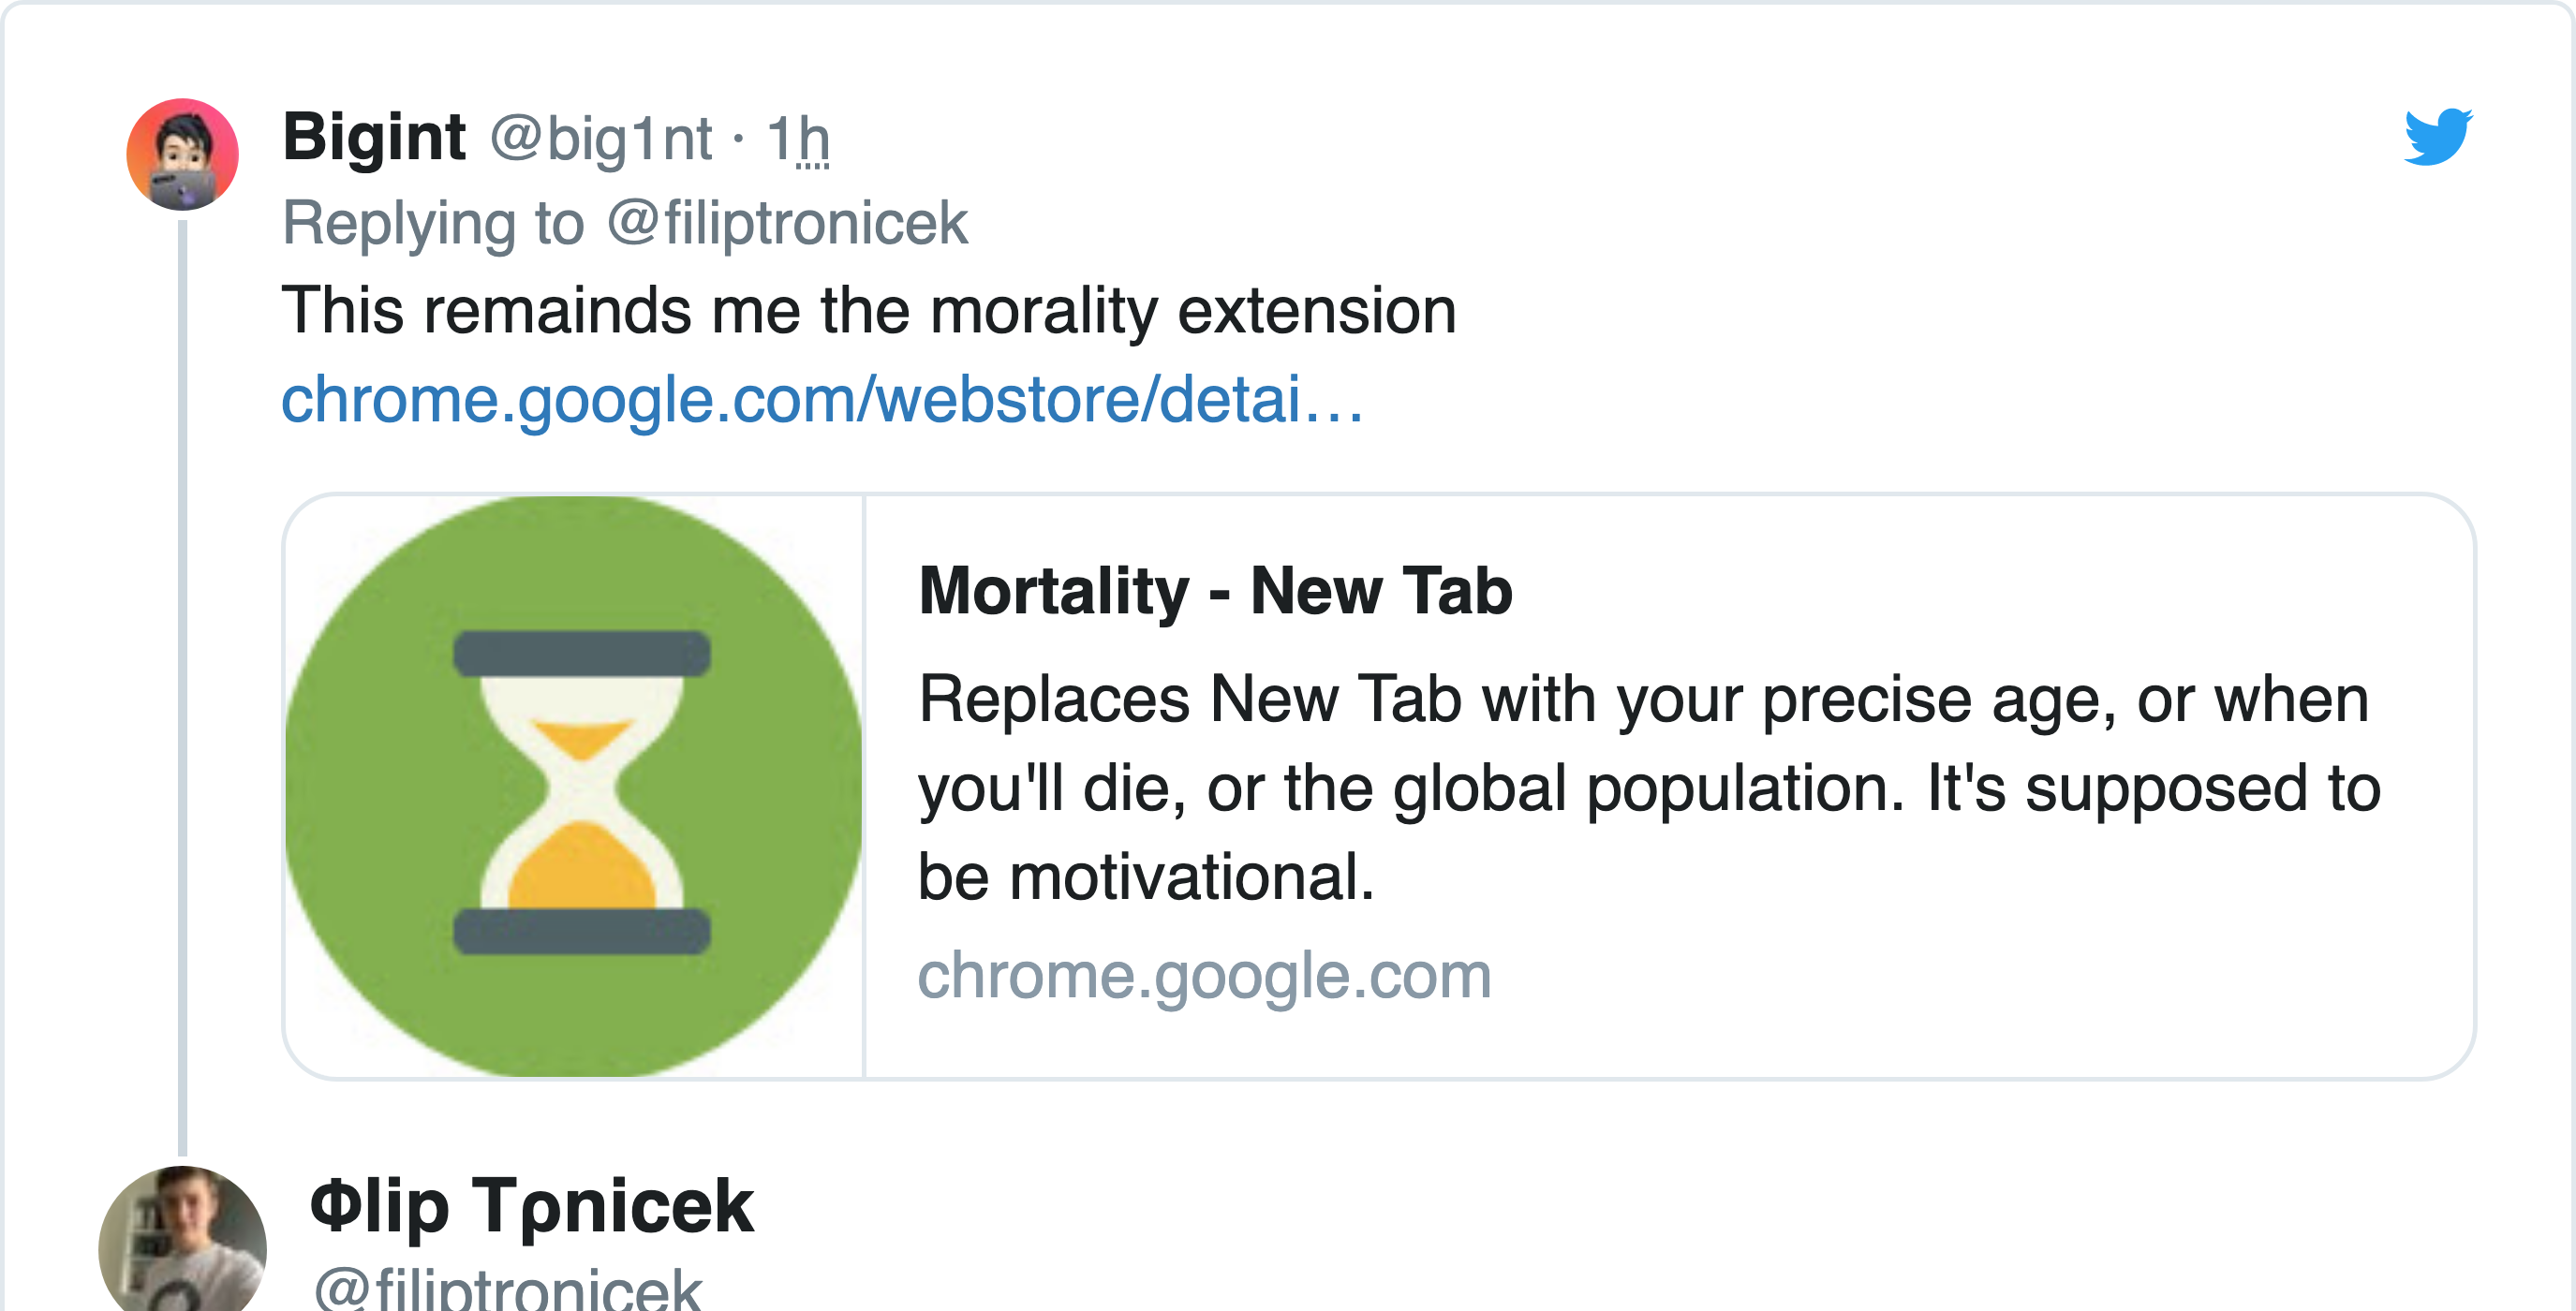 Bigint @big1nt · 1h
Replying to @filiptronicek
This remainds me the morality extension
chrome.google.com/webstore/detai…
Mortality - New Tab
Replaces New Tab with your precise age, or when
you'll die, or the global population. It's supposed to
be motivational.
chrome.google.com
Φlip Tρnicek
@filiptronicek